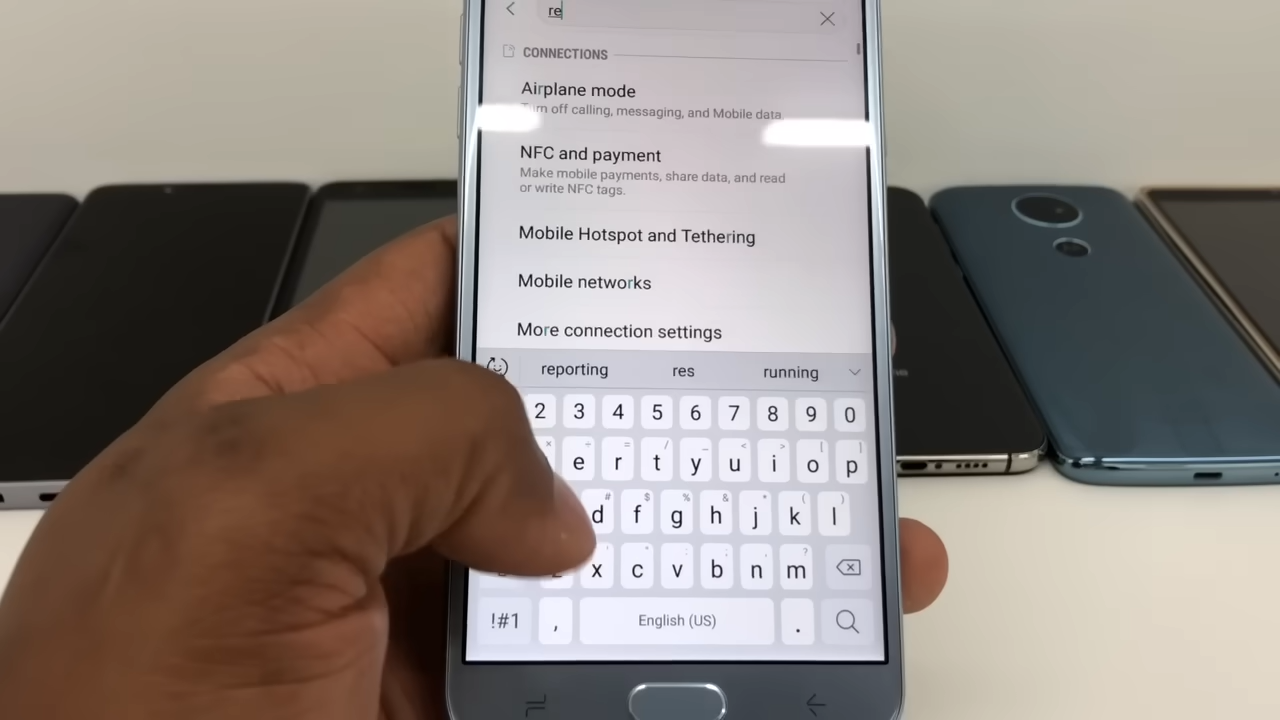 re
CONNECTIONS
Airplane mode
Turn off calling, messaging, and Mobile data.
NFC and payment
Make mobile payments, share data, and read
or write NFC tags.
Mobile Hotspot and Tethering
Mobile networks
More connection settings
reporting res running
2 3 4 5 6 7 8 9 0
e r t y u i o p
d f g h j k l
x c v b n m
!#1 , English (US) .